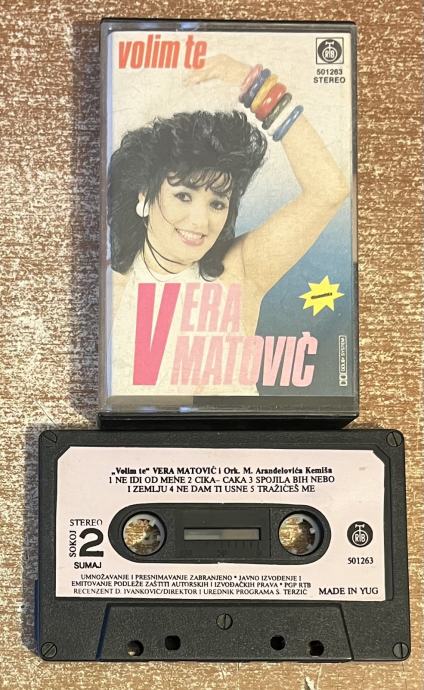 volim te
RTB
501263
STEREO
VERA
MATOVIĆ
DOLBY SYSTEM
„Volim te“ VERA MATOVIĆ i Ork. M. Aranđelovića Kemiša
1 NE IDI OD MENE 2 CIKA– CAKA 3 SPOJILA BIH NEBO
I ZEMLJU 4 NE DAM TI USNE 5 TRAŽIĆEŠ ME
STEREO
SOKOJ
2
SUMAJ
RTB
501263
UMNOŽAVANJE I PRESNIMAVANJE ZABRANJENO * JAVNO IZVOĐENJE I
EMITOVANJE PODLEŽE ZAŠTITI AUTORSKIH I IZVOĐAČKIH PRAVA * PGP RTB
RECENZENT D. IVANKOVIĆ/DIREKTOR I UREDNIK PROGRAMA S. TERZIĆ
MADE IN YUG